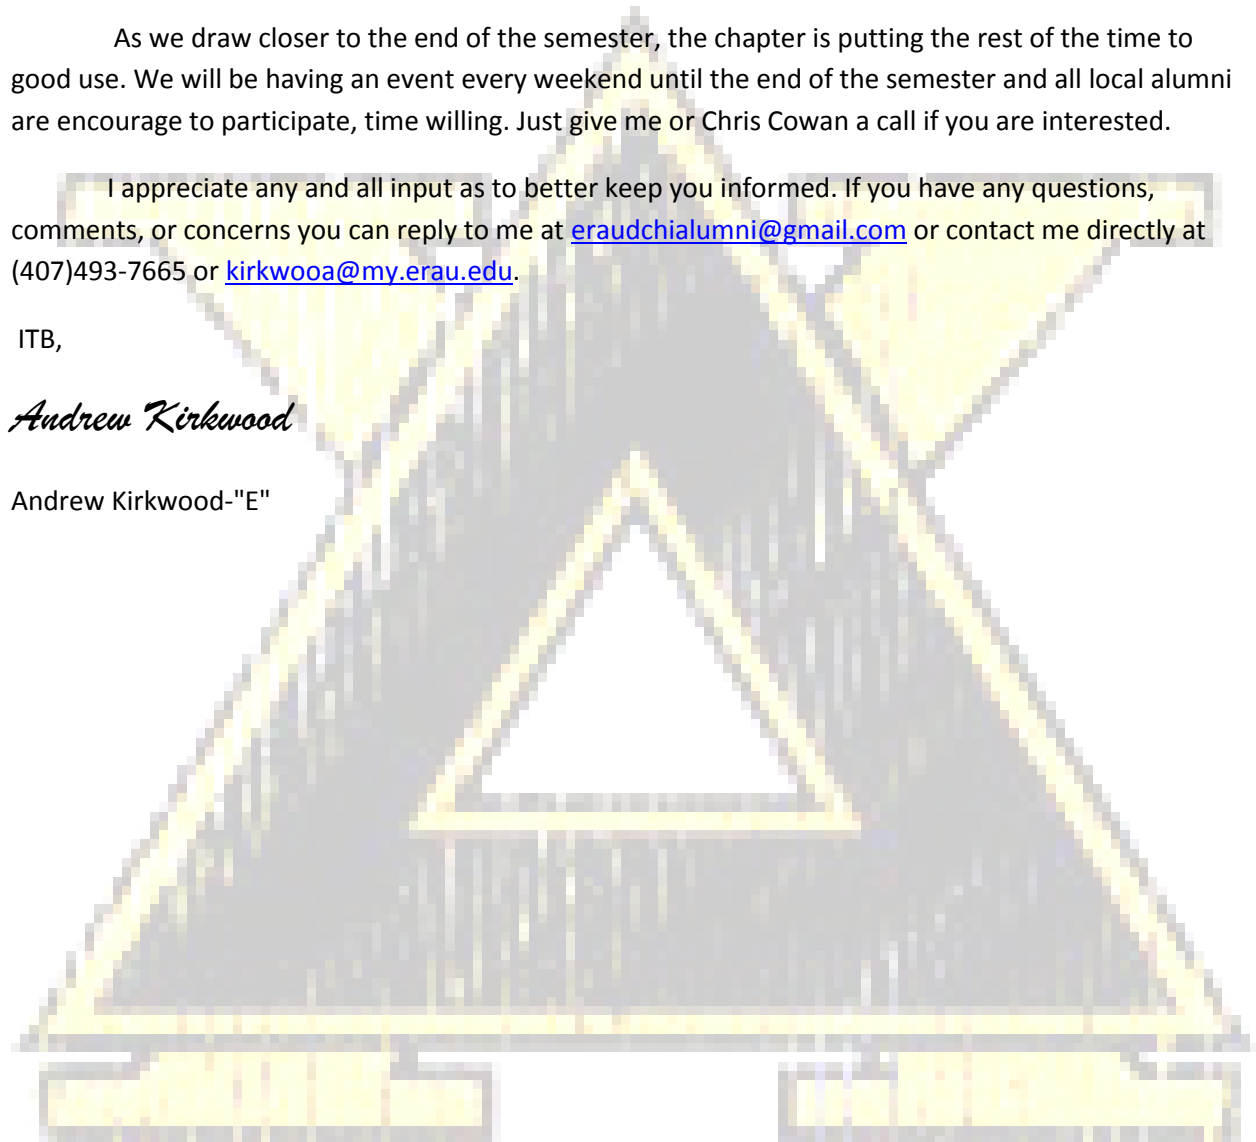 As we draw closer to the end of the semester, the chapter is putting the rest of the time to
good use. We will be having an event every weekend until the end of the semester and all local alumni
are encourage to participate, time willing. Just give me or Chris Cowan a call if you are interested.
I appreciate any and all input as to better keep you informed. If you have any questions,
comments, or concerns you can reply to me at eraudchialumni@gmail.com or contact me directly at
(407)493-7665 or kirkwooa@my.erau.edu.
ITB,
Andrew Kirkwood
Andrew Kirkwood-"E"